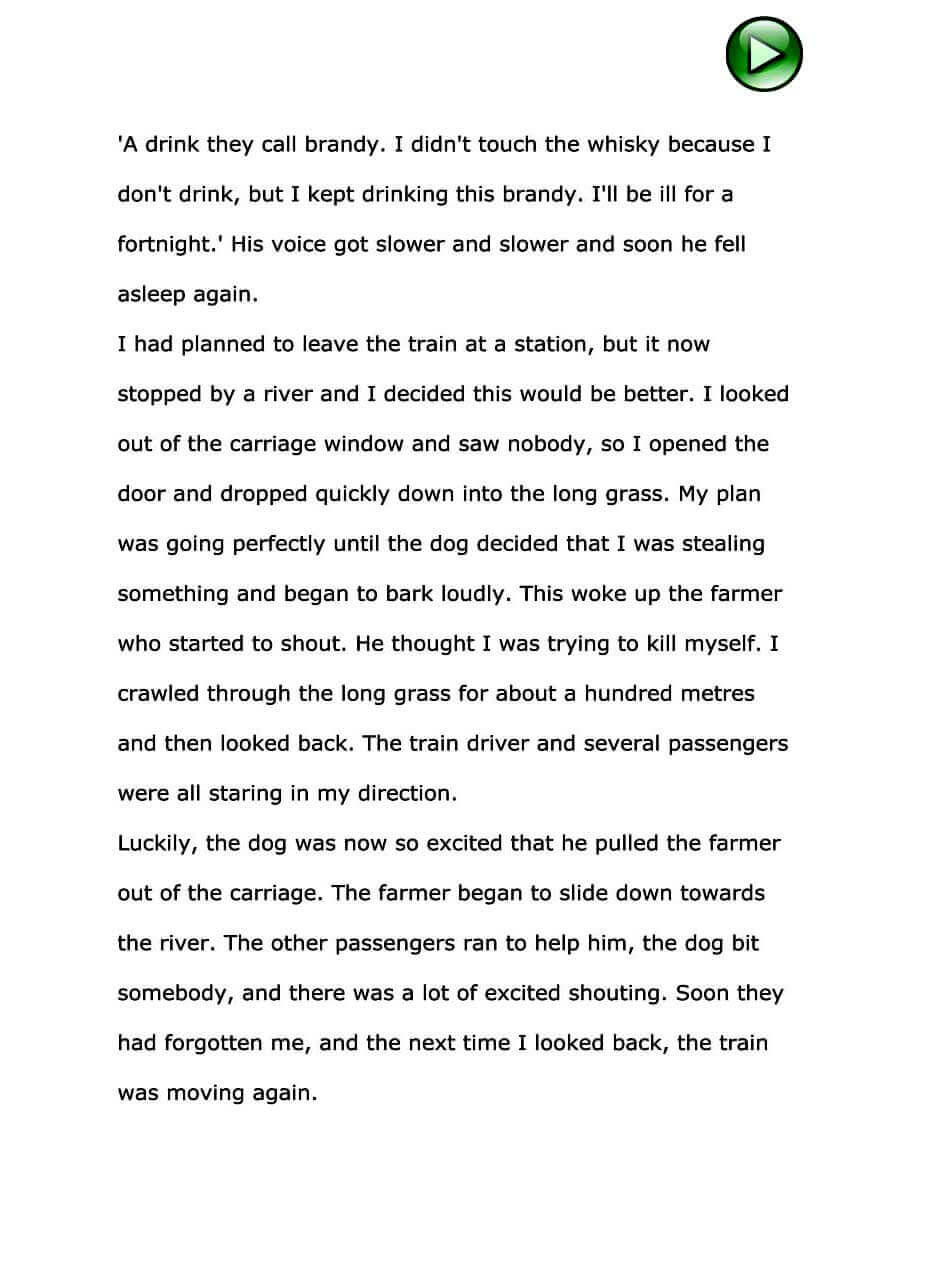 'A drink they call brandy. I didn't touch the whisky because I
don't drink, but I kept drinking this brandy. I'll be ill for a
fortnight.' His voice got slower and slower and soon he fell
asleep again.
I had planned to leave the train at a station, but it now
stopped by a river and I decided this would be better. I looked
out of the carriage window and saw nobody, so I opened the
door and dropped quickly down into the long grass. My plan
was going perfectly until the dog decided that I was stealing
something and began to bark loudly. This woke up the farmer
who started to shout. He thought I was trying to kill myself. I
crawled through the long grass for about a hundred metres
and then looked back. The train driver and several passengers
were all staring in my direction.
Luckily, the dog was now so excited that he pulled the farmer
out of the carriage. The farmer began to slide down towards
the river. The other passengers ran to help him, the dog bit
somebody, and there was a lot of excited shouting. Soon they
had forgotten me, and the next time I looked back, the train
was moving again.